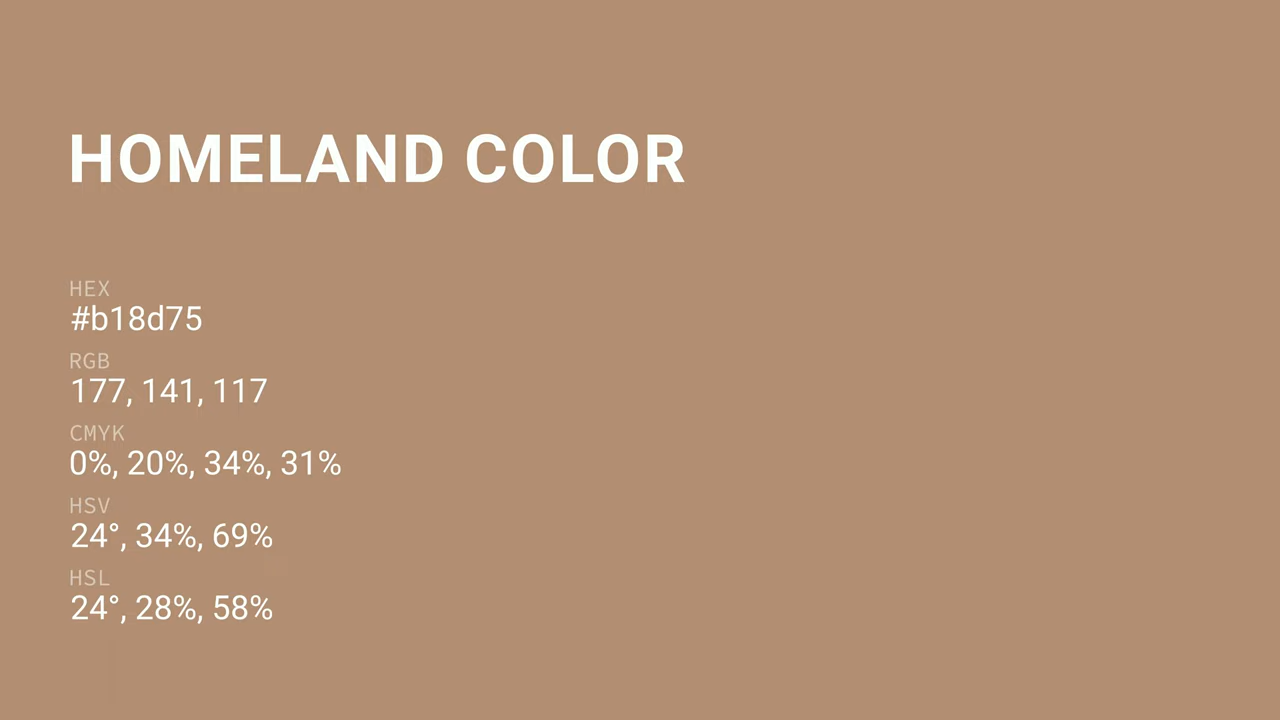 HOMELAND COLOR
HEX
#b18d75
RGB
177, 141, 117
CMYK
0%, 20%, 34%, 31%
HSV
24°, 34%, 69%
HSL
24°, 28%, 58%